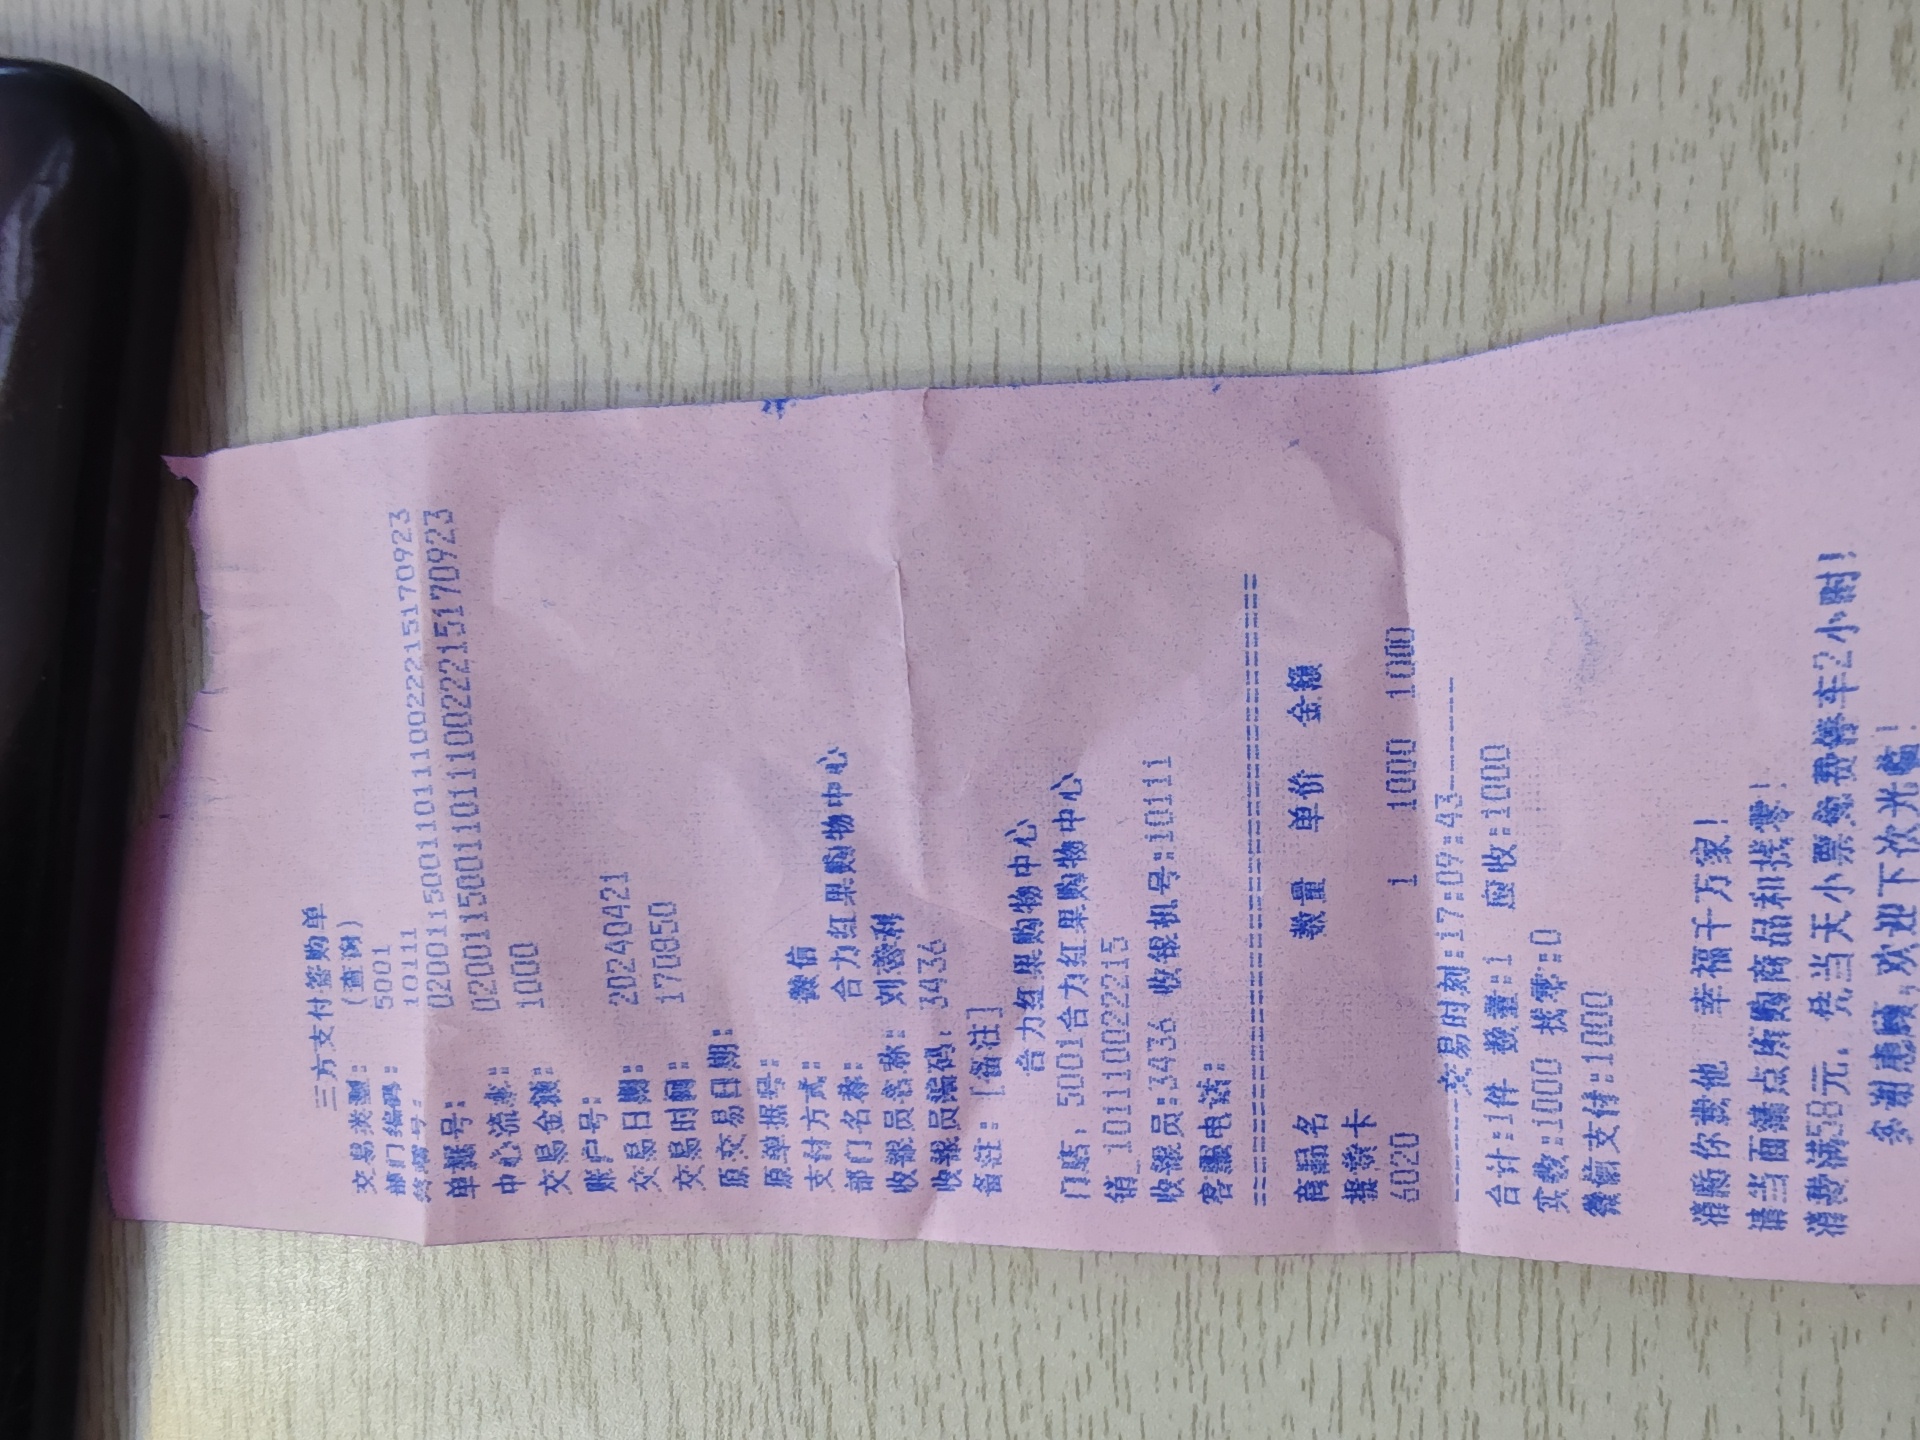 三方支付签购单
交易类型: (查询)
部门编码: 5001
终端号: 10111
单据号: 02001150011011110022215170923
中心流水: 02001150011011110022215170923
交易金额: 1000
账户号:
交易日期: 20240421
交易时间: 170850
原交易日期:
原单据号:
支付方式: 微信
部门名称: 合力红果购物中心
收银员名称: 刘蓉利
收银员编码: 3436
备注: [备注]
合力红果购物中心
门店: 5001合力红果购物中心
销_1011110022215
收银员:3436 收银机号:10111
客服电话:
==============================
商品名 数量 单价 金额
提货卡
6020 1 1000 1000
------交易时刻:17:09:43------
合计:1件 数量:1 应收:1000
实收:1000 找零:0
微信支付:1000
消影你我他 幸福千万家!
请当面清点所购商品和找零!
消费满58元,凭当天小票免费停车2小时!
多谢惠顾,欢迎下次光临!